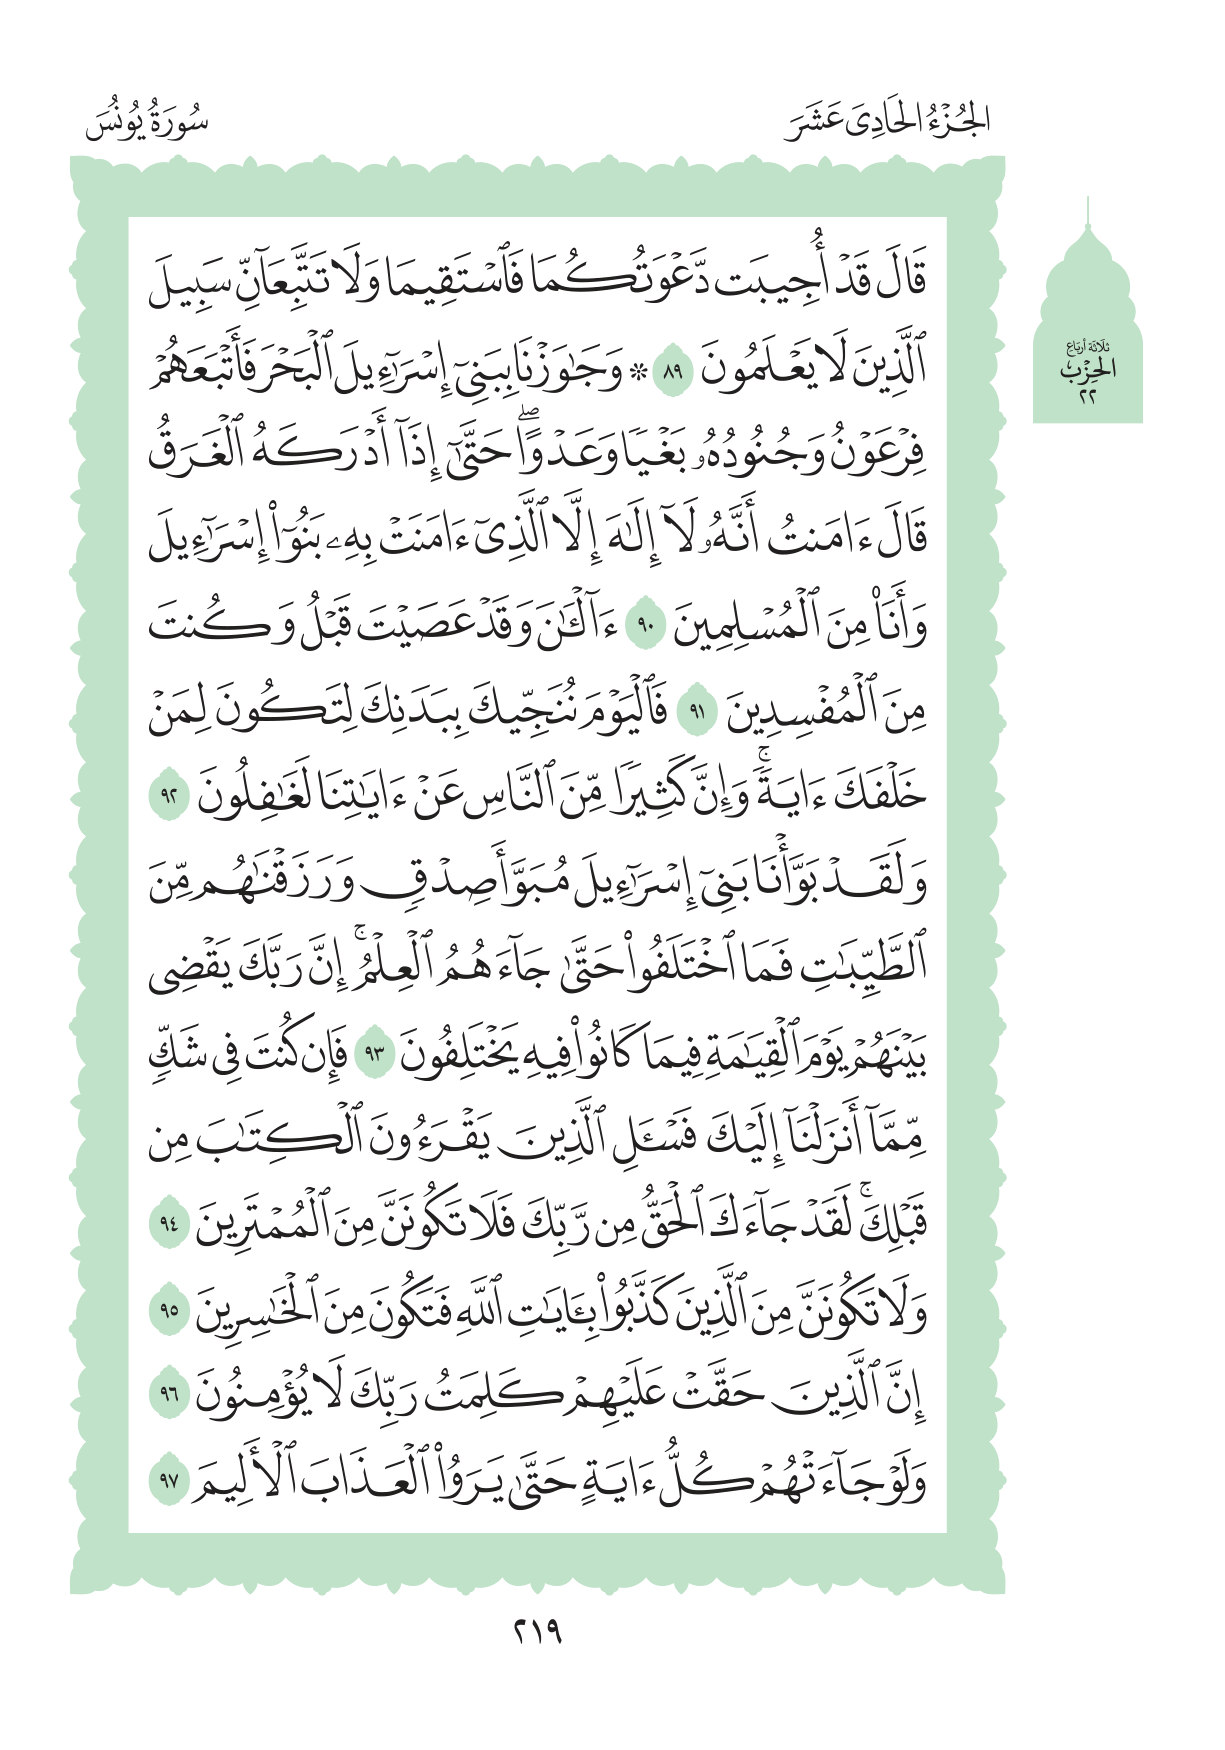 الجُزْءُ الحَادِىَ عَشَرَ
سُورَةُ يُونُسَ
ثلَاثَة أربَاع
الحِزْب
٢٢
قَالَ قَدْ أُجِيبَت دَّعْوَتُكُمَا فَٱسْتَقِيمَا وَلَا تَتَّبِعَآنِّ سَبِيلَ
ٱلَّذِينَ لَا يَعْلَمُونَ ٨٩ ۞ وَجَٰوَزْنَا بِبَنِىٓ إِسْرَٰٓءِيلَ ٱلْبَحْرَ فَأَتْبَعَهُمْ
فِرْعَوْنُ وَجُنُودُهُۥ بَغْيًا وَعَدْوًا ۖ حَتَّىٰٓ إِذَآ أَدْرَكَهُ ٱلْغَرَقُ
قَالَ ءَامَنتُ أَنَّهُۥ لَآ إِلَٰهَ إِلَّا ٱلَّذِىٓ ءَامَنَتْ بِهِۦ بَنُوٓا۟ إِسْرَٰٓءِيلَ
وَأَنَا۠ مِنَ ٱلْمُسْلِمِينَ ٩٠ ءَآلْـَٰٔنَ وَقَدْ عَصَيْتَ قَبْلُ وَكُنتَ
مِنَ ٱلْمُفْسِدِينَ ٩١ فَٱلْيَوْمَ نُنَجِّيكَ بِبَدَنِكَ لِتَكُونَ لِمَنْ
خَلْفَكَ ءَايَةً ۚ وَإِنَّ كَثِيرًا مِّنَ ٱلنَّاسِ عَنْ ءَايَٰتِنَا لَغَٰفِلُونَ ٩٢
وَلَقَدْ بَوَّأْنَا بَنِىٓ إِسْرَٰٓءِيلَ مُبَوَّأَ صِدْقٍ وَرَزَقْنَٰهُم مِّنَ
ٱلطَّيِّبَٰتِ فَمَا ٱخْتَلَفُوا۟ حَتَّىٰ جَآءَهُمُ ٱلْعِلْمُ ۚ إِنَّ رَبَّكَ يَقْضِى
بَيْنَهُمْ يَوْمَ ٱلْقِيَٰمَةِ فِيمَا كَانُوا۟ فِيهِ يَخْتَلِفُونَ ٩٣ فَإِن كُنتَ فِى شَكٍّ
مِّمَّآ أَنزَلْنَآ إِلَيْكَ فَسْـَٔلِ ٱلَّذِينَ يَقْرَءُونَ ٱلْكِتَٰبَ مِن
قَبْلِكَ ۚ لَقَدْ جَآءَكَ ٱلْحَقُّ مِن رَّبِّكَ فَلَا تَكُونَنَّ مِنَ ٱلْمُمْتَرِينَ ٩٤
وَلَا تَكُونَنَّ مِنَ ٱلَّذِينَ كَذَّبُوا۟ بِـَٔايَٰتِ ٱللَّهِ فَتَكُونَ مِنَ ٱلْخَٰسِرِينَ ٩٥
إِنَّ ٱلَّذِينَ حَقَّتْ عَلَيْهِمْ كَلِمَتُ رَبِّكَ لَا يُؤْمِنُونَ ٩٦
وَلَوْ جَآءَتْهُمْ كُلُّ ءَايَةٍ حَتَّىٰ يَرَوُا۟ ٱلْعَذَابَ ٱلْأَلِيمَ ٩٧
٢١٩